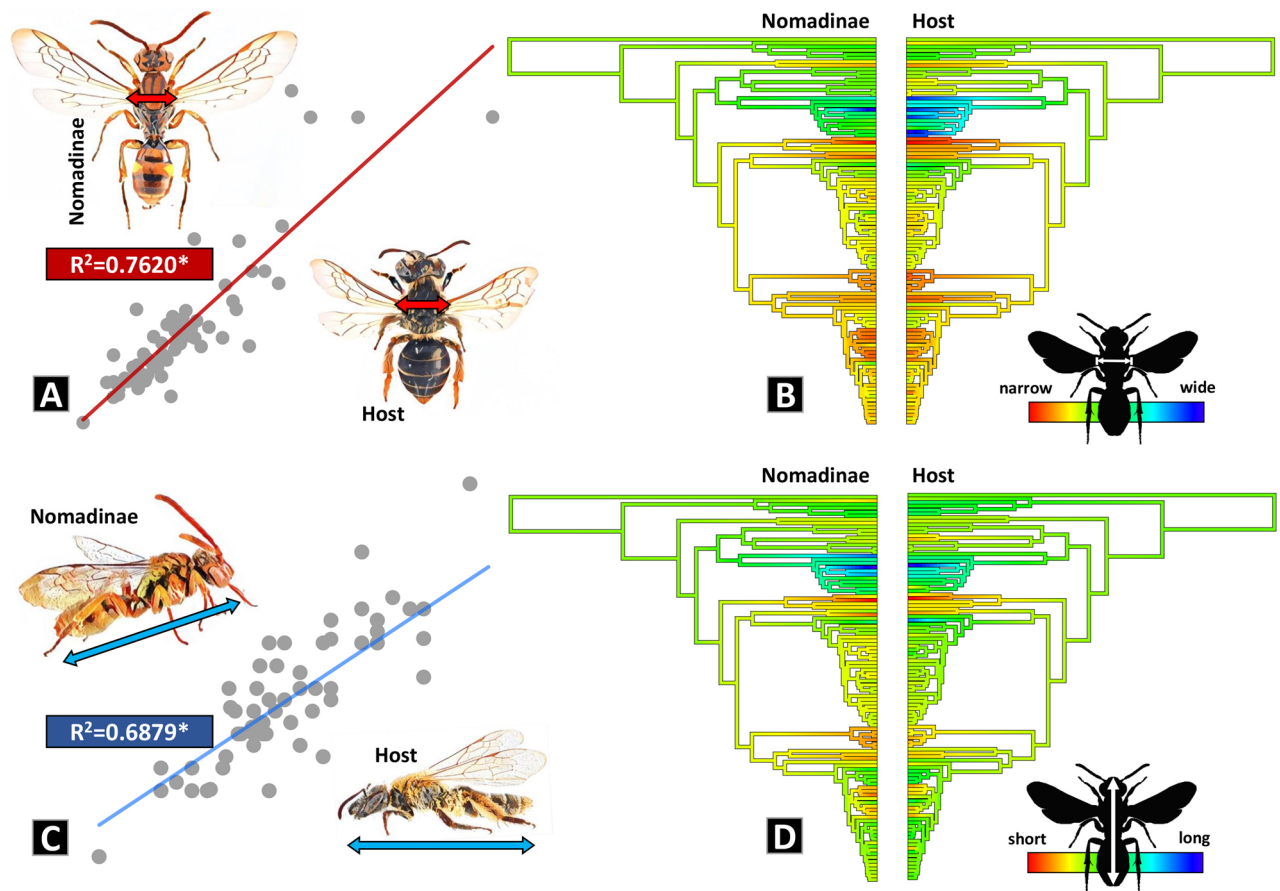 Nomadinae
R²=0.7620*
Host
A
Nomadinae Host
narrow wide
B
Nomadinae
R²=0.6879*
Host
C
Nomadinae Host
short long
D